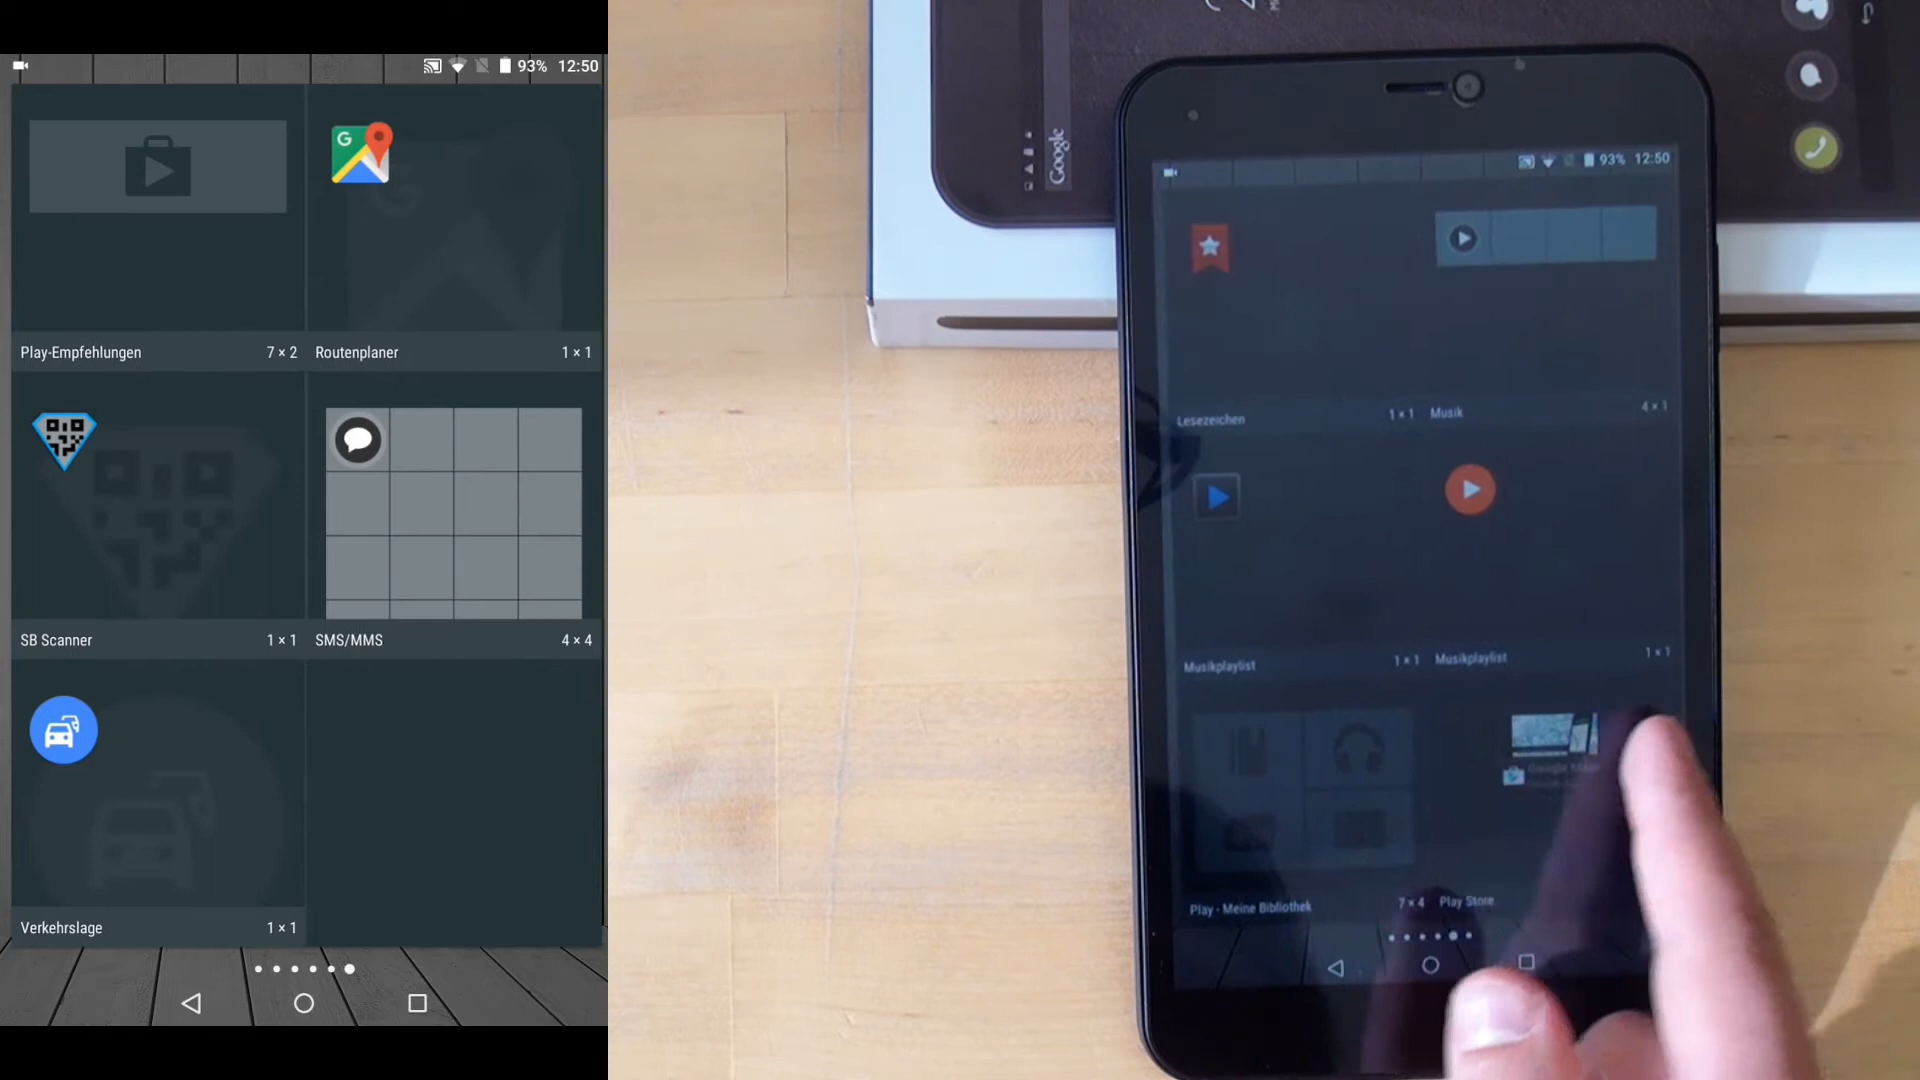 93% 12:50
G
Play-Empfehlungen 7 × 2
Routenplaner 1 × 1
SB Scanner 1 × 1
SMS/MMS 4 × 4
Verkehrslage 1 × 1
Google
93% 12:50
Lesezeichen 1 × 1
Musik 4 × 1
Musikplaylist 1 × 1
Musikplaylist 1 × 1
Google Maps
Play - Meine Bibliothek 7 × 4
Play Store